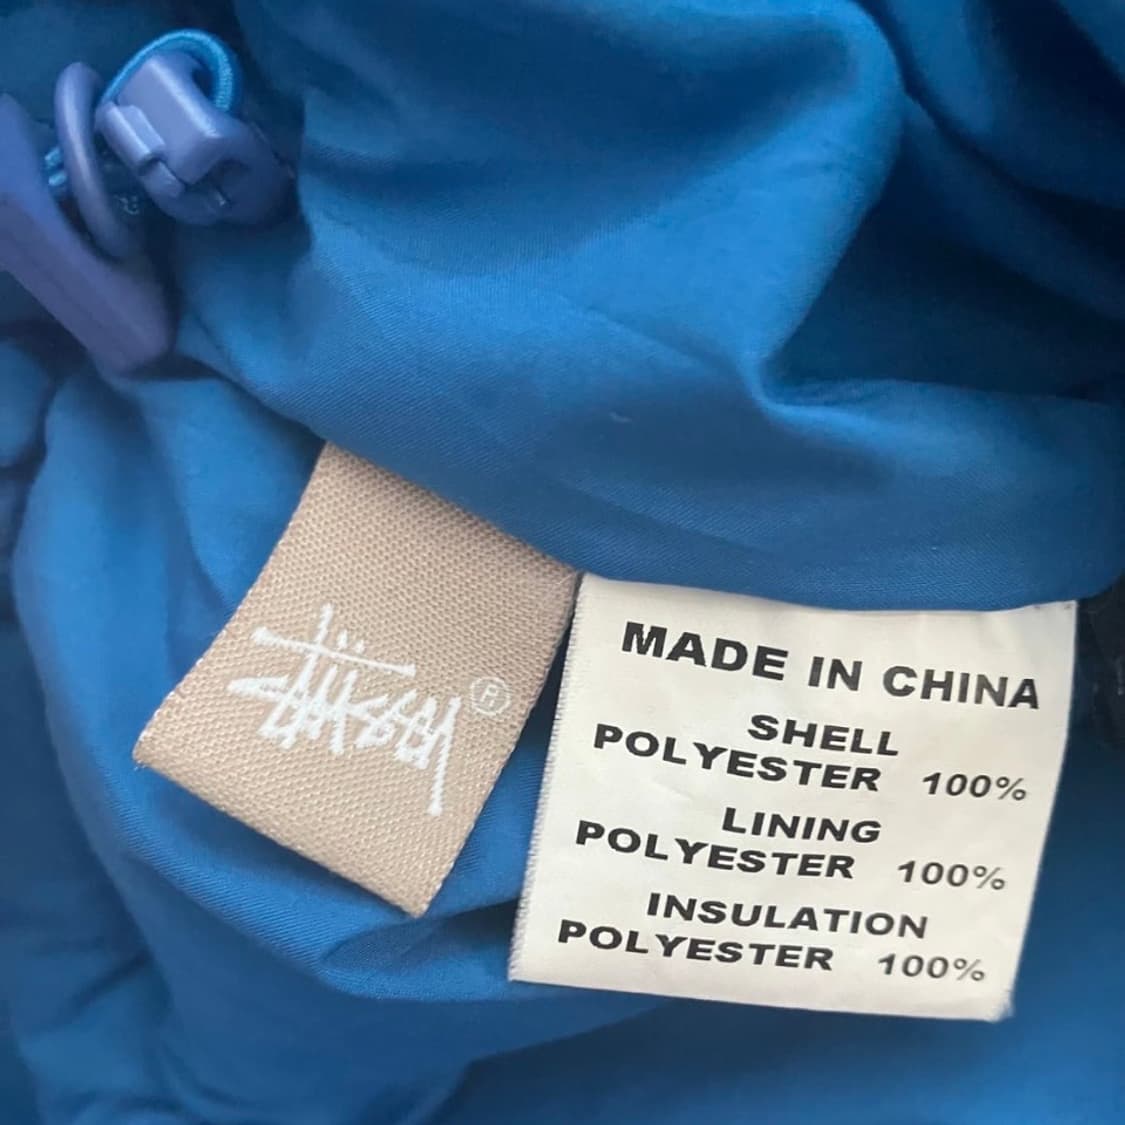 Stüssy ®
MADE IN CHINA
SHELL
POLYESTER 100%
LINING
POLYESTER 100%
INSULATION
POLYESTER 100%